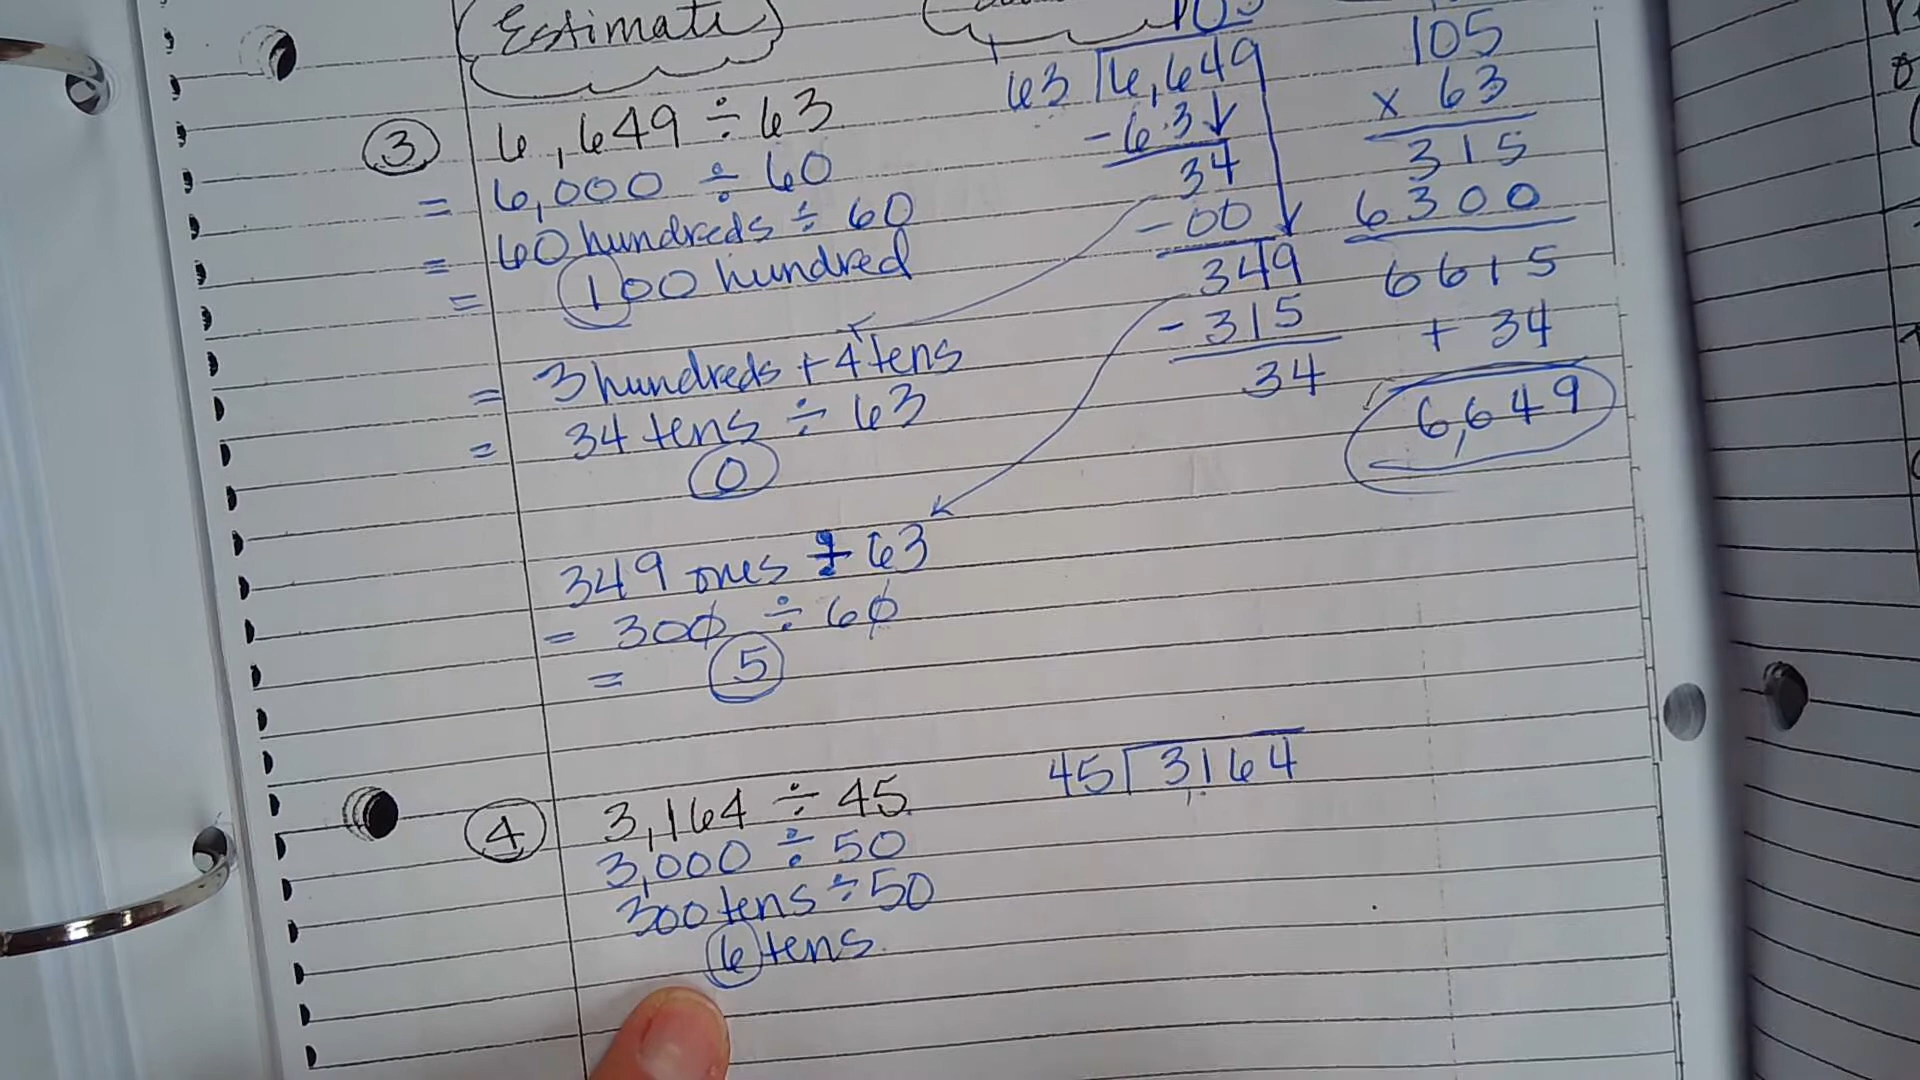 Estimate
③ 6,649 ÷ 63
= 6,000 ÷ 60
= 60 hundreds ÷ 60
= 100 hundred
= 3 hundreds + 4 tens
= 34 tens ÷ 63
0
349 ones ÷ 63
= 300 ÷ 60
= 5
63 6,649
- 63
34
- 00
349
- 315
34
105
x 63
315
6300
6615
+ 34
6,649
④ 3,164 ÷ 45
3,000 ÷ 50
300 tens ÷ 50
6 tens
45 3164